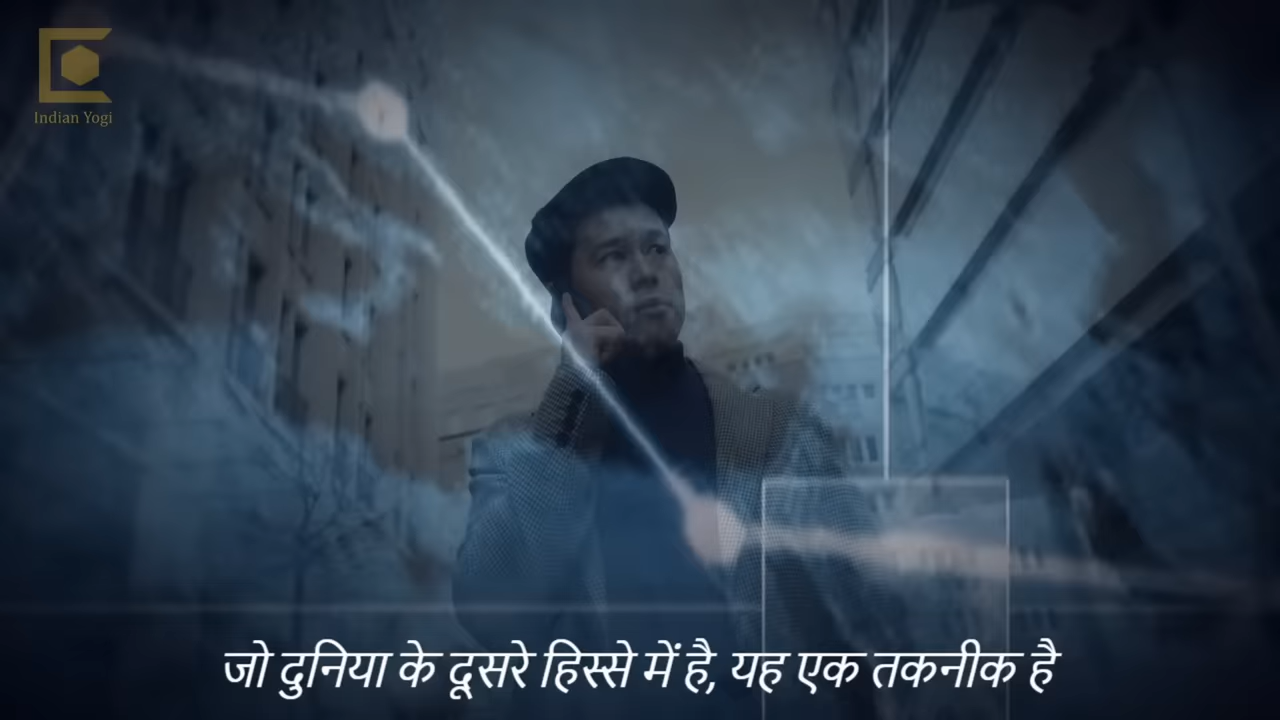 Indian Yogi
जो दुनिया के दूसरे हिस्से में है, यह एक तकनीक है